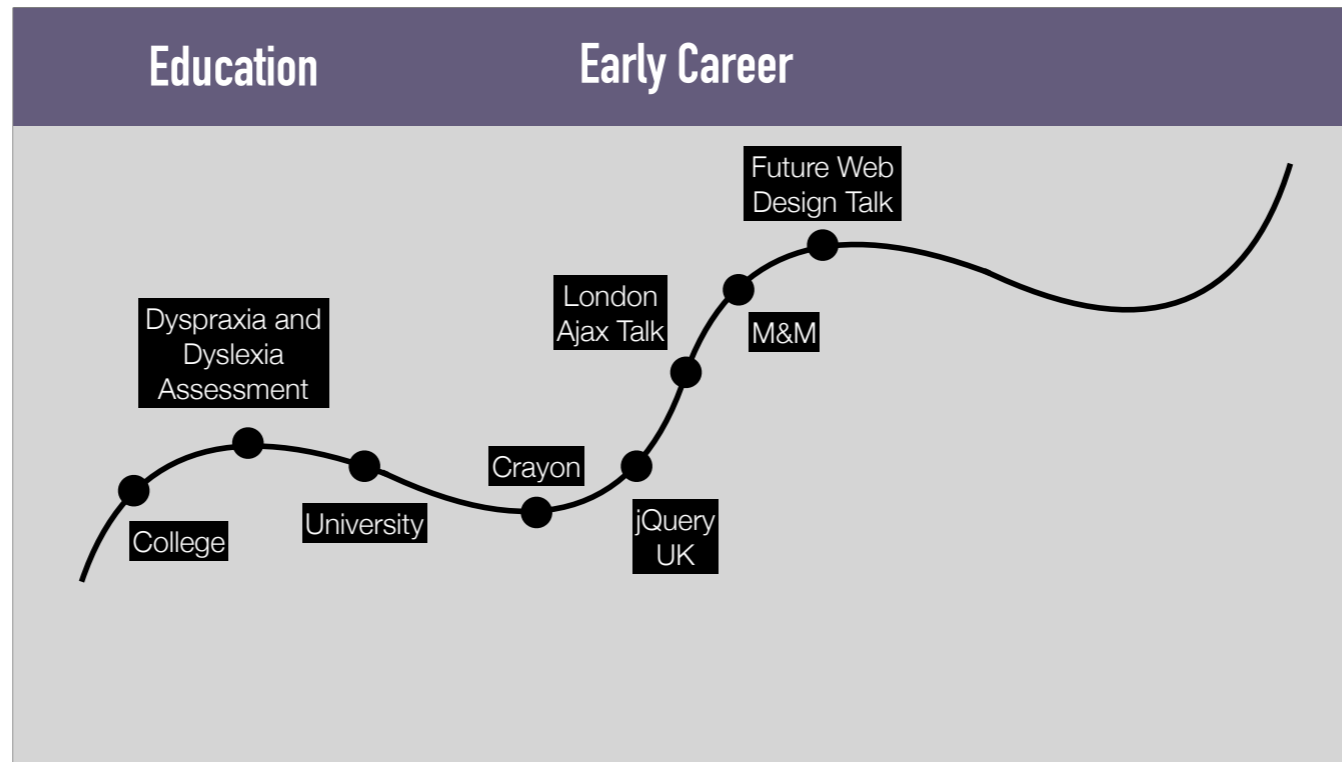 Education
Early Career
Future Web
Design Talk
London
Ajax Talk
M&M
Dyspraxia and
Dyslexia
Assessment
Crayon
College
University
jQuery
UK